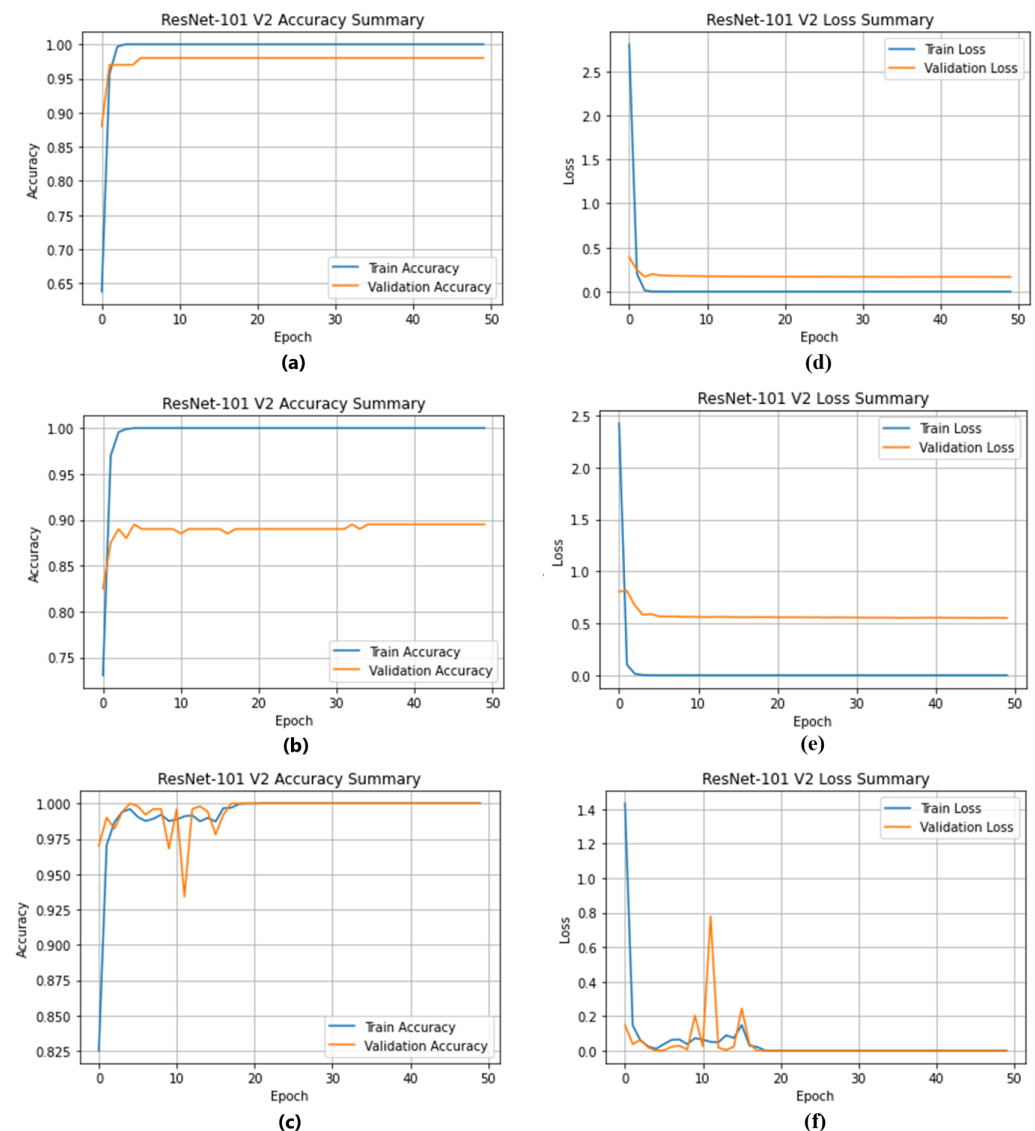 ResNet-101 V2 Accuracy Summary
1.00
0.95
0.90
0.85
0.80
0.75
0.70
0.65
Accuracy
Train Accuracy
Validation Accuracy
0 10 20 30 40 50
Epoch
(a)
ResNet-101 V2 Loss Summary
2.5
2.0
1.5
1.0
0.5
0.0
Loss
Train Loss
Validation Loss
0 10 20 30 40 50
Epoch
(d)
ResNet-101 V2 Accuracy Summary
1.00
0.95
0.90
0.85
0.80
0.75
Accuracy
Train Accuracy
Validation Accuracy
0 10 20 30 40 50
Epoch
(b)
ResNet-101 V2 Loss Summary
2.5
2.0
1.5
1.0
0.5
0.0
Loss
Train Loss
Validation Loss
0 10 20 30 40 50
Epoch
(e)
ResNet-101 V2 Accuracy Summary
1.000
0.975
0.950
0.925
0.900
0.875
0.850
0.825
Accuracy
Train Accuracy
Validation Accuracy
0 10 20 30 40 50
Epoch
(c)
ResNet-101 V2 Loss Summary
1.4
1.2
1.0
0.8
0.6
0.4
0.2
0.0
Loss
Train Loss
Validation Loss
0 10 20 30 40 50
Epoch
(f)